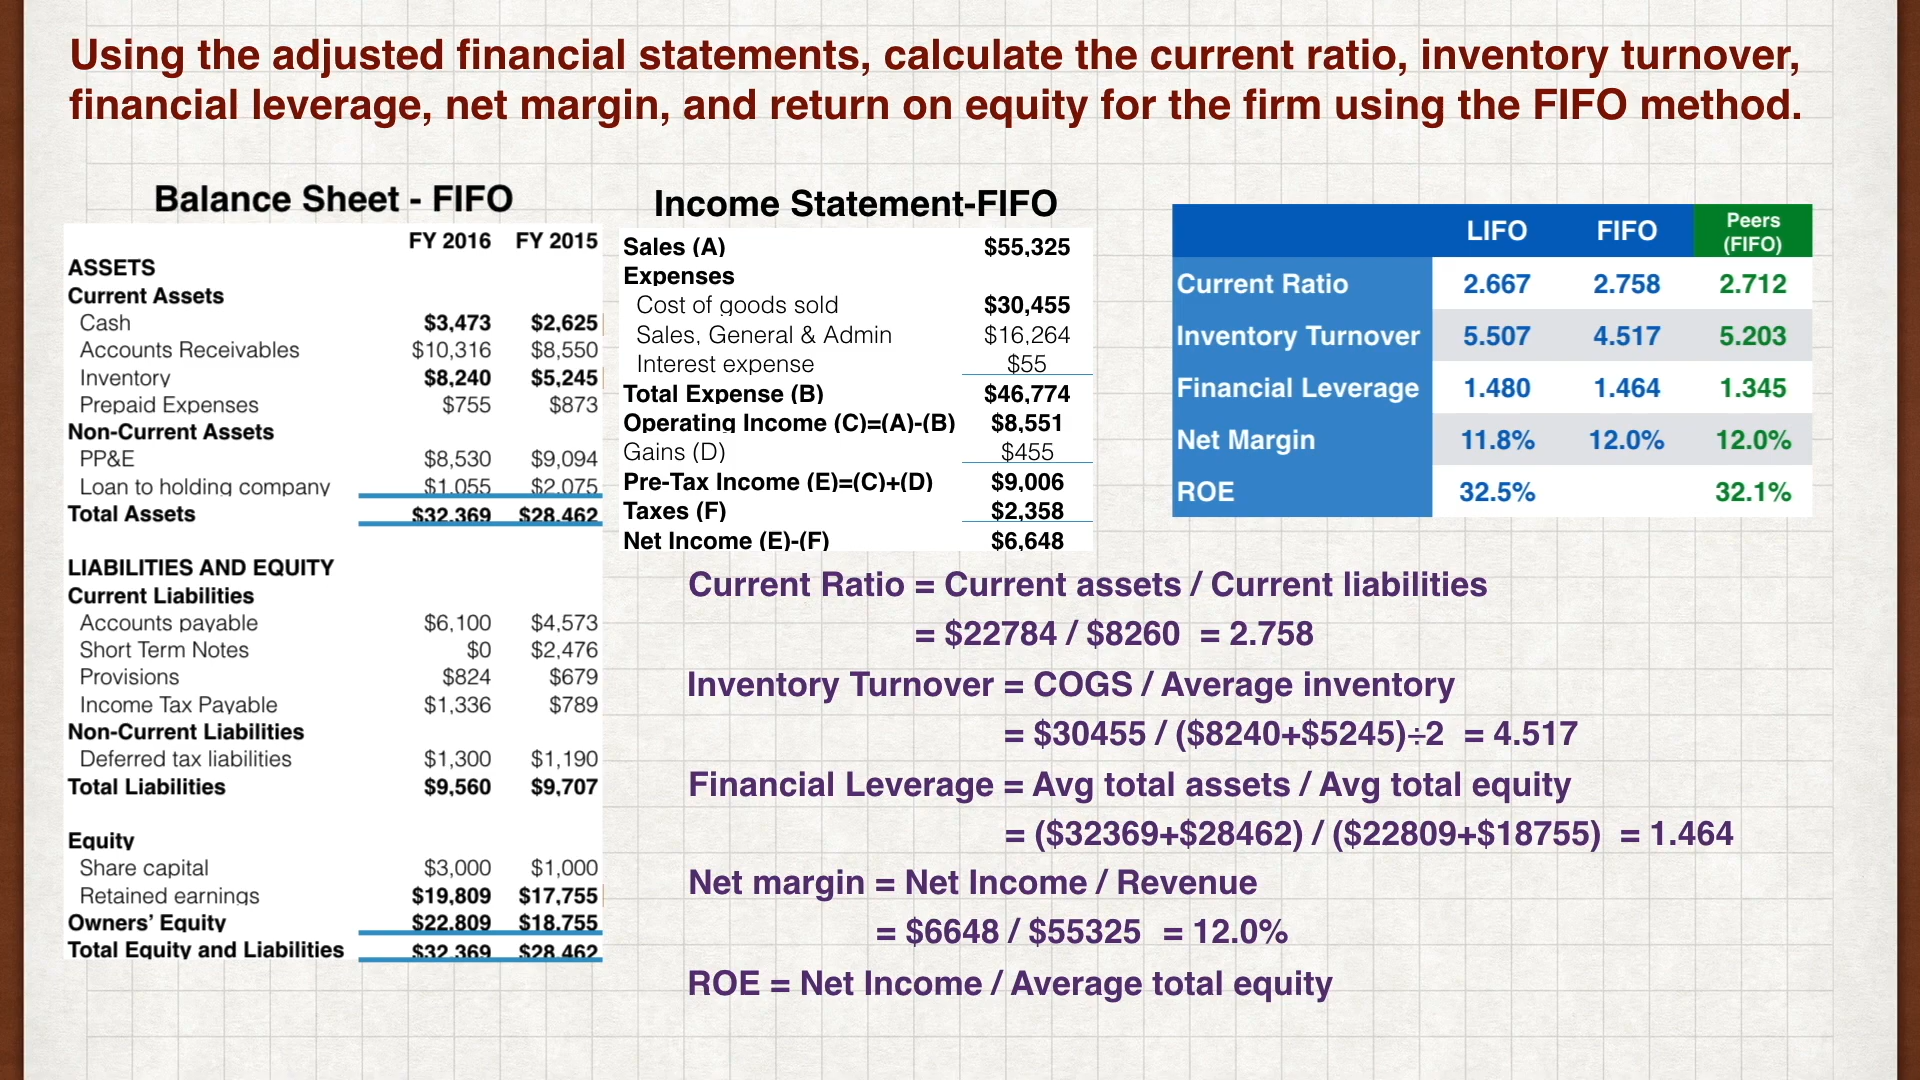 Using the adjusted financial statements, calculate the current ratio, inventory turnover,
financial leverage, net margin, and return on equity for the firm using the FIFO method.
Balance Sheet - FIFO
FY 2016 FY 2015
ASSETS
Current Assets
Cash $3,473 $2,625
Accounts Receivables $10,316 $8,550
Inventory $8,240 $5,245
Prepaid Expenses $755 $873
Non-Current Assets
PP&E $8,530 $9,094
Loan to holding company $1,055 $2,075
Total Assets $32,369 $28,462
LIABILITIES AND EQUITY
Current Liabilities
Accounts payable $6,100 $4,573
Short Term Notes $0 $2,476
Provisions $824 $679
Income Tax Payable $1,336 $789
Non-Current Liabilities
Deferred tax liabilities $1,300 $1,190
Total Liabilities $9,560 $9,707
Equity
Share capital $3,000 $1,000
Retained earnings $19,809 $17,755
Owners' Equity $22,809 $18,755
Total Equity and Liabilities $32,369 $28,462
Income Statement-FIFO
Sales (A) $55,325
Expenses
Cost of goods sold $30,455
Sales, General & Admin $16,264
Interest expense $55
Total Expense (B) $46,774
Operating Income (C)=(A)-(B) $8,551
Gains (D) $455
Pre-Tax Income (E)=(C)+(D) $9,006
Taxes (F) $2,358
Net Income (E)-(F) $6,648
LIFO FIFO Peers (FIFO)
Current Ratio 2.667 2.758 2.712
Inventory Turnover 5.507 4.517 5.203
Financial Leverage 1.480 1.464 1.345
Net Margin 11.8% 12.0% 12.0%
ROE 32.5% 32.1%
Current Ratio = Current assets / Current liabilities
= $22784 / $8260 = 2.758
Inventory Turnover = COGS / Average inventory
= $30455 / ($8240+$5245)÷2 = 4.517
Financial Leverage = Avg total assets / Avg total equity
= ($32369+$28462) / ($22809+$18755) = 1.464
Net margin = Net Income / Revenue
= $6648 / $55325 = 12.0%
ROE = Net Income / Average total equity